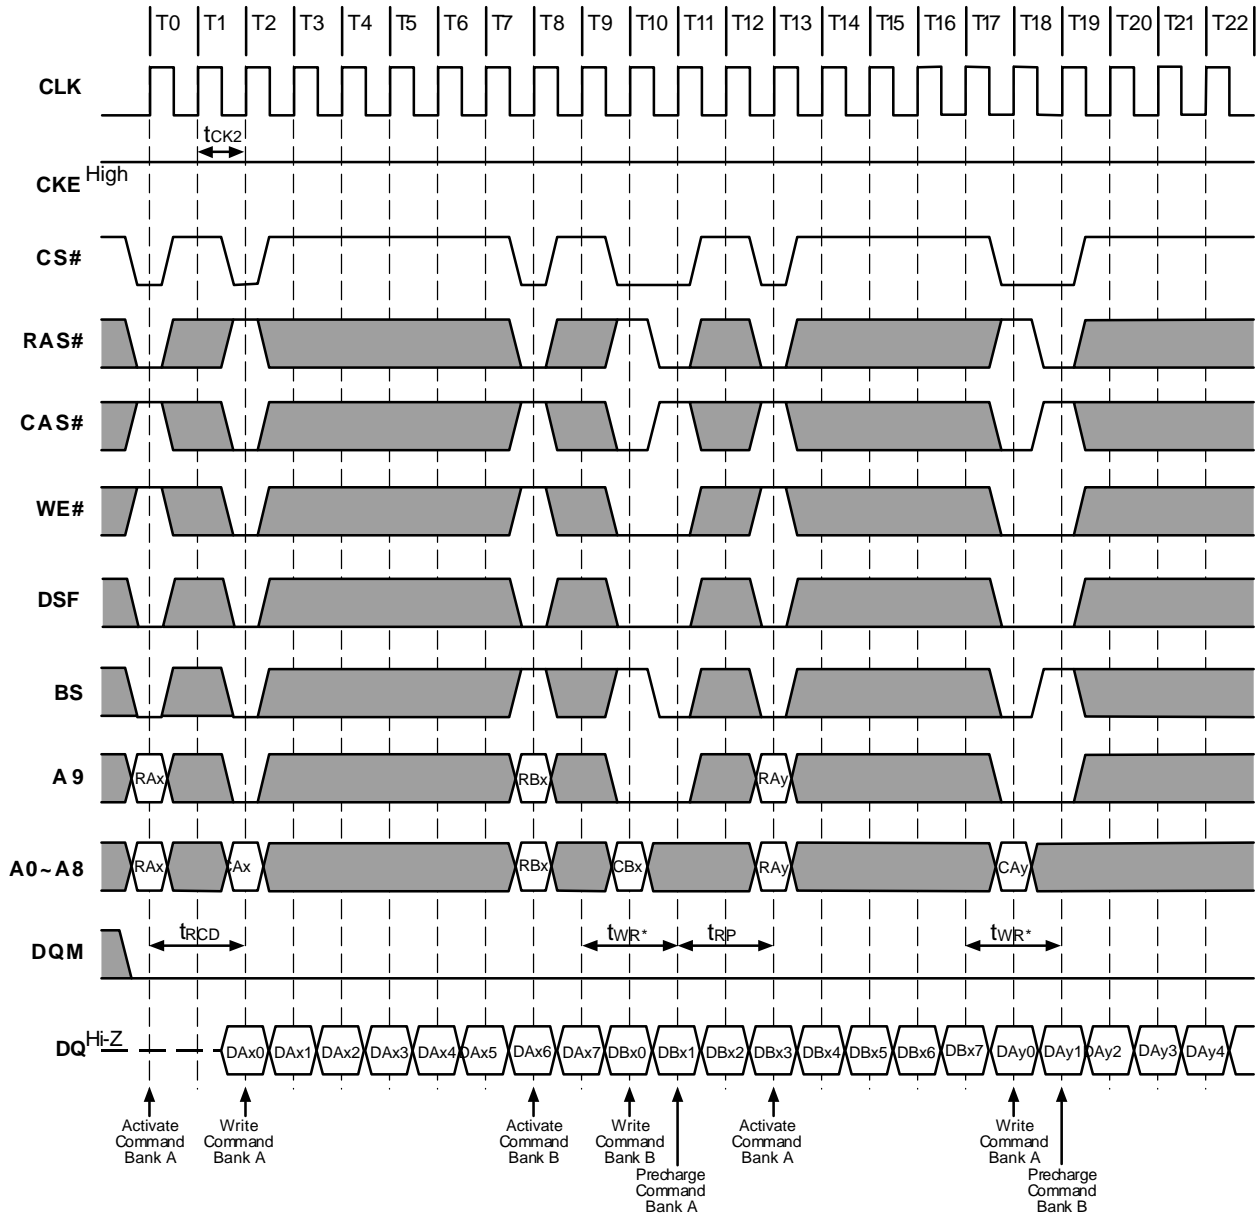 T0 T1 T2 T3 T4 T5 T6 T7 T8 T9 T10 T11 T12 T13 T14 T15 T16 T17 T18 T19 T20 T21 T22
CLK
tCK2
CKE High
CS#
RAS#
CAS#
WE#
DSF
BS
A9 RAx RBx RAy
A0~A8 RAx CAx RBx CBx RAy CAy
DQM tRCD tWR* tRP tWR*
DQ Hi-Z DAx0 DAx1 DAx2 DAx3 DAx4 DAx5 DAx6 DAx7 DBx0 DBx1 DBx2 DBx3 DBx4 DBx5 DBx6 DBx7 DAy0 DAy1 DAy2 DAy3 DAy4
Activate Command Bank A
Write Command Bank A
Activate Command Bank B
Write Command Bank B
Precharge Command Bank A
Activate Command Bank A
Write Command Bank A
Precharge Command Bank B